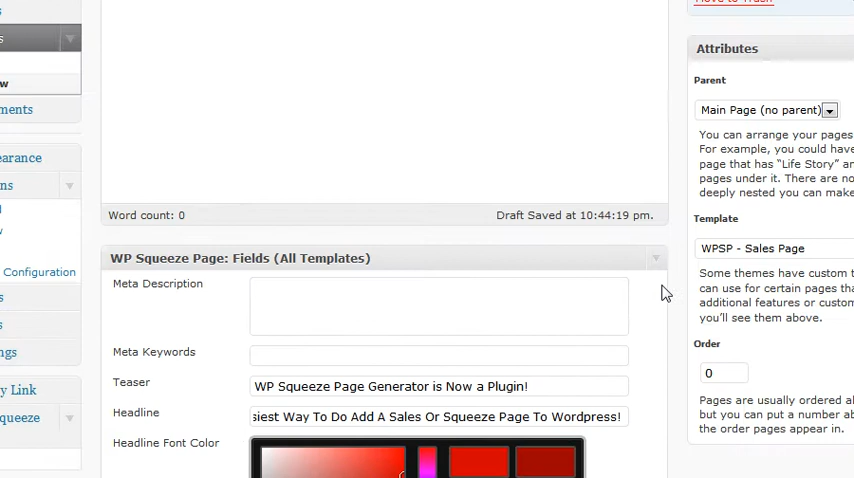 Move to Trash
s
w
ments
earance
ns
Configuration
s
s
ngs
y Link
queeze
Word count: 0
Draft Saved at 10:44:19 pm.
WP Squeeze Page: Fields (All Templates)
Meta Description
Meta Keywords
Teaser
WP Squeeze Page Generator is Now a Plugin!
Headline
siest Way To Do Add A Sales Or Squeeze Page To Wordpress!
Headline Font Color
Attributes
Parent
Main Page (no parent)
You can arrange your pages
For example, you could have
page that has "Life Story" an
pages under it. There are no
deeply nested you can make
Template
WPSP - Sales Page
Some themes have custom t
can use for certain pages tha
additional features or custom
you'll see them above.
Order
0
Pages are usually ordered al
but you can put a number ab
the order pages appear in.